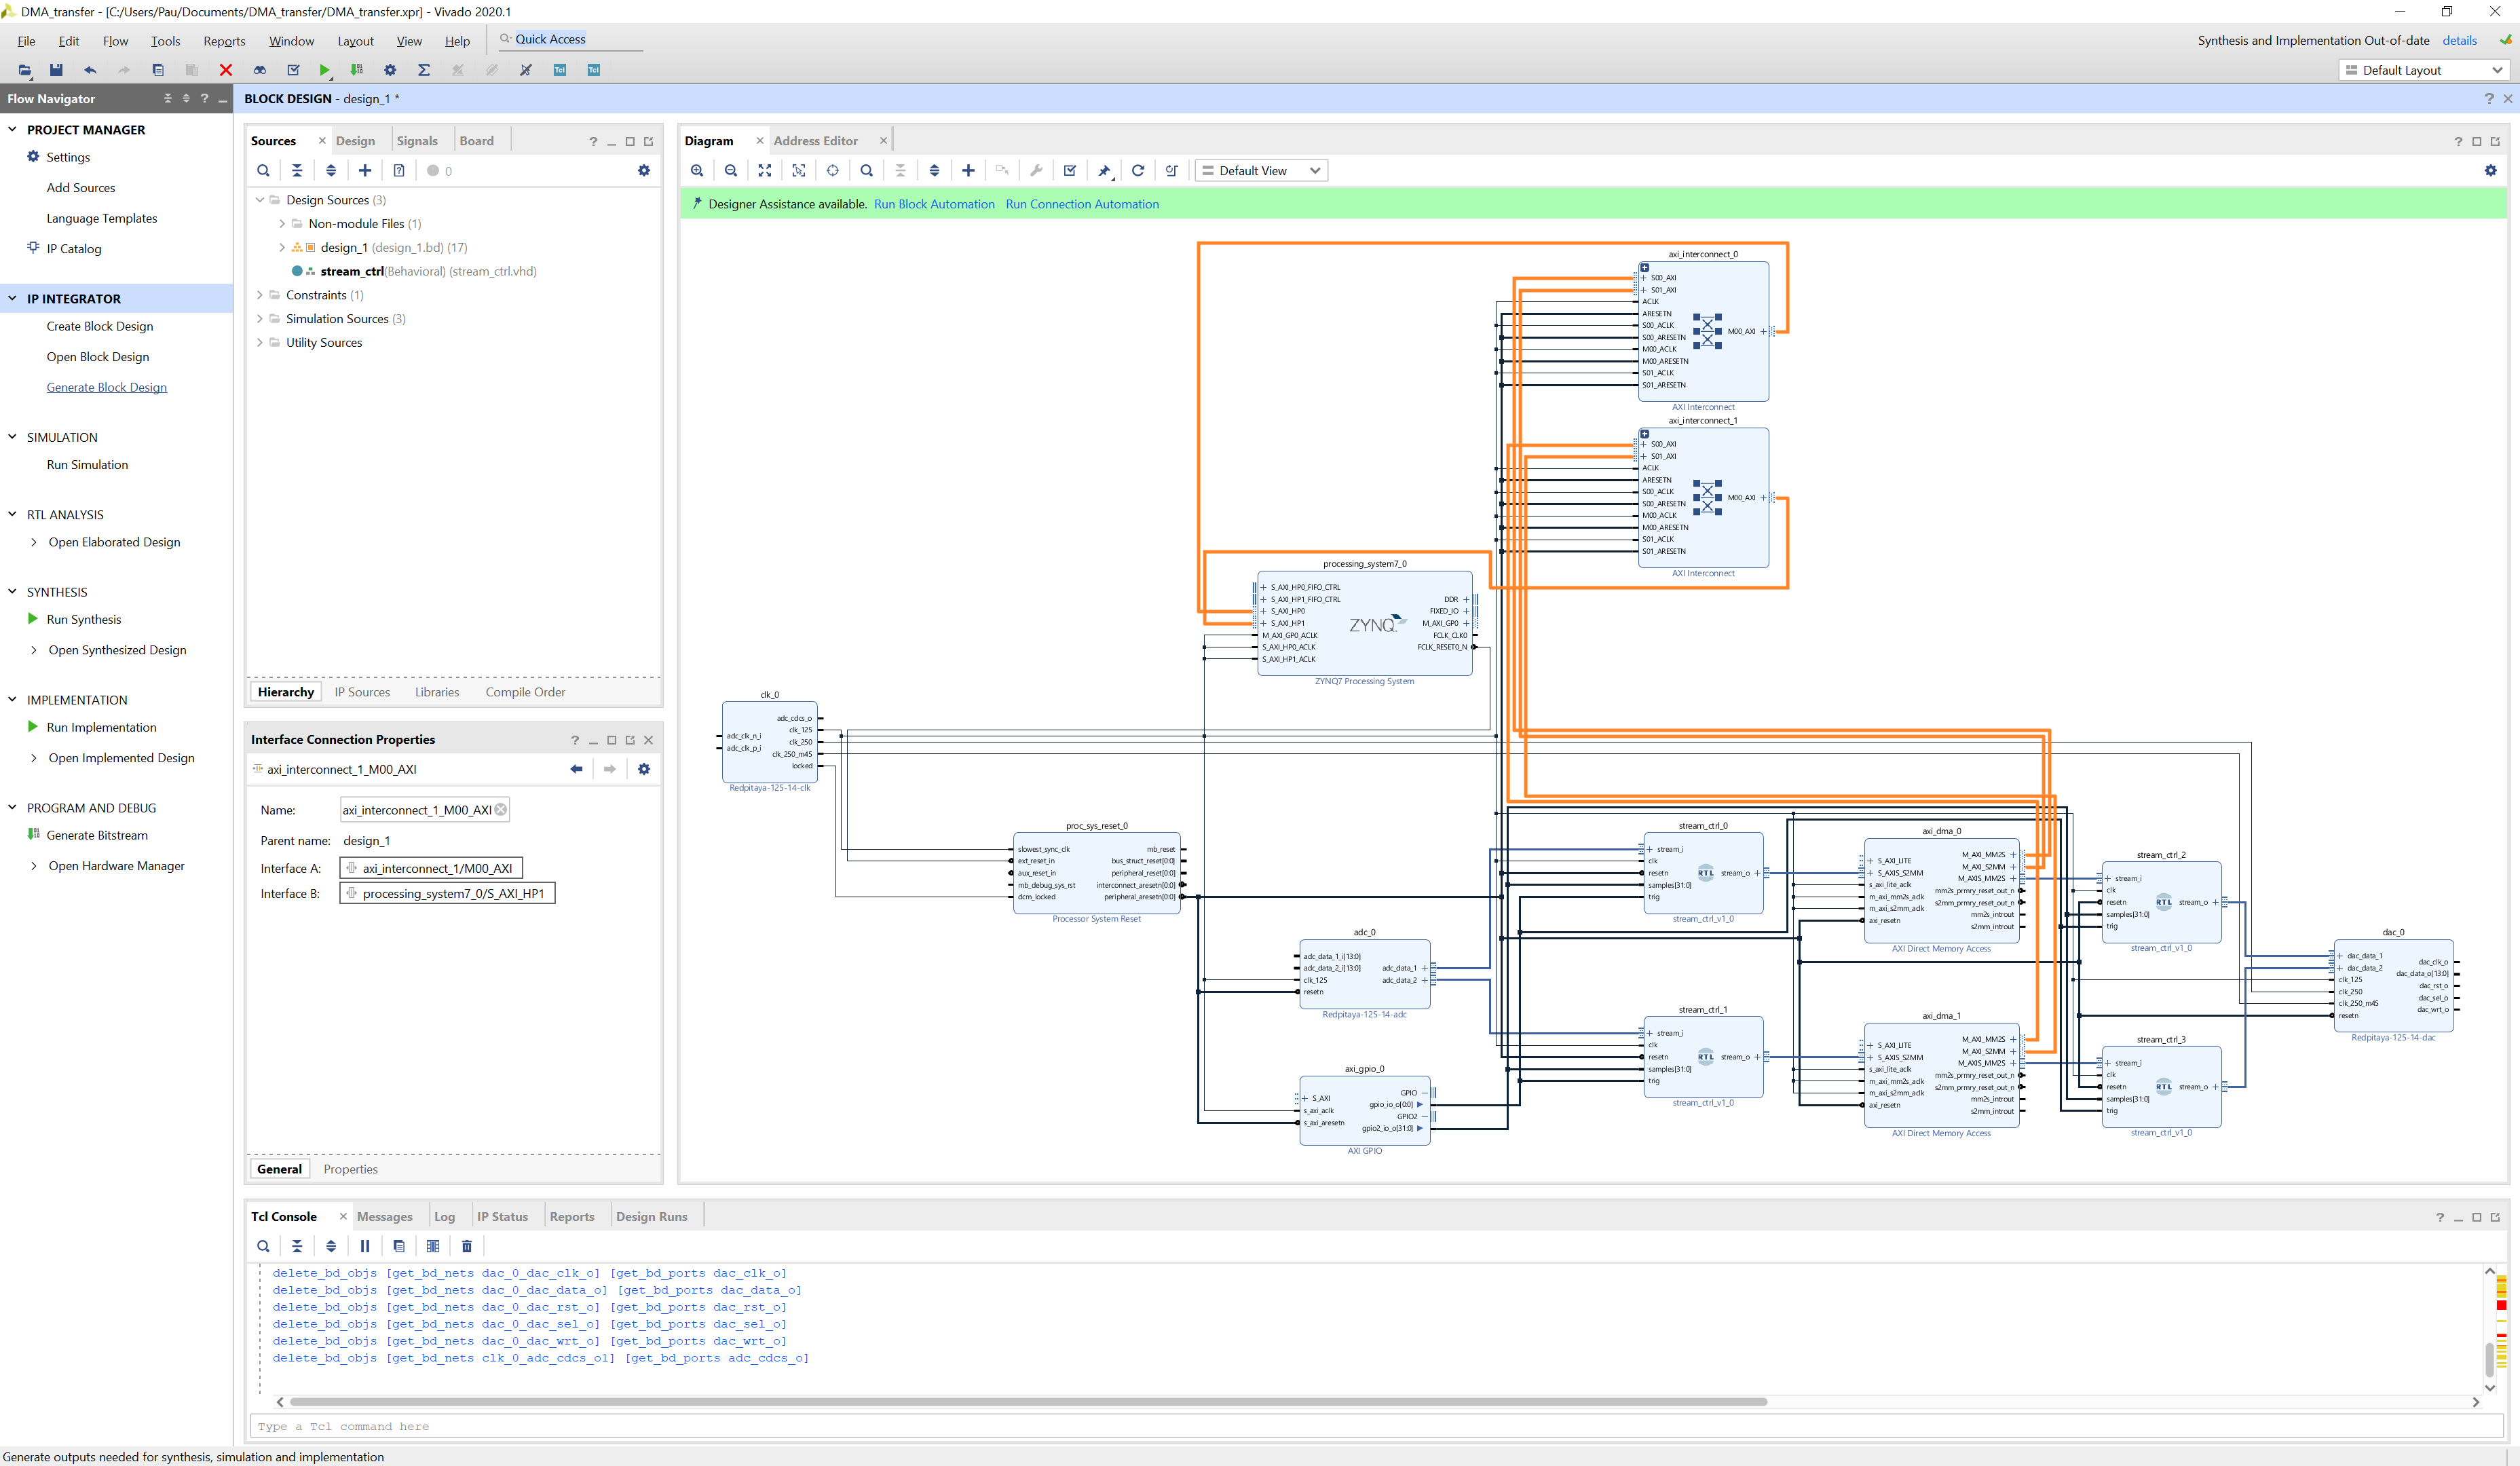 DMA_transfer - [C:/Users/Pau/Documents/DMA_transfer/DMA_transfer.xpr] - Vivado 2020.1
File Edit Flow Tools Reports Window Layout View Help Quick Access
Synthesis and Implementation Out-of-date details
Default Layout
Flow Navigator
PROJECT MANAGER
Settings
Add Sources
Language Templates
IP Catalog
IP INTEGRATOR
Create Block Design
Open Block Design
Generate Block Design
SIMULATION
Run Simulation
RTL ANALYSIS
Open Elaborated Design
SYNTHESIS
Run Synthesis
Open Synthesized Design
IMPLEMENTATION
Run Implementation
Open Implemented Design
PROGRAM AND DEBUG
Generate Bitstream
Open Hardware Manager
BLOCK DESIGN - design_1 *
Sources Design Signals Board
0
Design Sources (3)
Non-module Files (1)
design_1 (design_1.bd) (17)
stream_ctrl(Behavioral) (stream_ctrl.vhd)
Constraints (1)
Simulation Sources (3)
Utility Sources
Hierarchy IP Sources Libraries Compile Order
Interface Connection Properties
axi_interconnect_1_M00_AXI
Name: axi_interconnect_1_M00_AXI
Parent name: design_1
Interface A: axi_interconnect_1/M00_AXI
Interface B: processing_system7_0/S_AXI_HP1
General Properties
Diagram Address Editor
Default View
Designer Assistance available. Run Block Automation Run Connection Automation
axi_interconnect_0
S00_AXI
S01_AXI
ACLK
ARESETN
S00_ACLK
S00_ARESETN
M00_ACLK
M00_ARESETN
S01_ACLK
S01_ARESETN
M00_AXI
AXI Interconnect
axi_interconnect_1
S00_AXI
S01_AXI
ACLK
ARESETN
S00_ACLK
S00_ARESETN
M00_ACLK
M00_ARESETN
S01_ACLK
S01_ARESETN
M00_AXI
AXI Interconnect
processing_system7_0
S_AXI_HP0_FIFO_CTRL
S_AXI_HP1_FIFO_CTRL
S_AXI_HP0
S_AXI_HP1
M_AXI_GP0_ACLK
S_AXI_HP0_ACLK
S_AXI_HP1_ACLK
ZYNQ
DDR
FIXED_IO
M_AXI_GP0
FCLK_CLK0
FCLK_RESET0_N
ZYNQ7 Processing System
clk_0
adc_clk_n_i
adc_clk_p_i
adc_cdcs_o
clk_125
clk_250
clk_250_m45
locked
Redpitaya-125-14-clk
proc_sys_reset_0
slowest_sync_clk
ext_reset_in
aux_reset_in
mb_debug_sys_rst
dcm_locked
mb_reset
bus_struct_reset[0:0]
peripheral_reset[0:0]
interconnect_aresetn[0:0]
peripheral_aresetn[0:0]
Processor System Reset
adc_0
adc_data_1_i[13:0]
adc_data_2_i[13:0]
clk_125
resetn
adc_data_1
adc_data_2
Redpitaya-125-14-adc
axi_gpio_0
S_AXI
s_axi_aclk
s_axi_aresetn
GPIO
gpio_io_o[0:0]
GPIO2
gpio2_io_o[31:0]
AXI GPIO
stream_ctrl_0
stream_i
clk
resetn
samples[31:0]
trig
RTL
stream_o
stream_ctrl_v1_0
stream_ctrl_1
stream_i
clk
resetn
samples[31:0]
trig
RTL
stream_o
stream_ctrl_v1_0
axi_dma_0
S_AXI_LITE
S_AXIS_S2MM
s_axi_lite_aclk
m_axi_mm2s_aclk
m_axi_s2mm_aclk
axi_resetn
M_AXI_MM2S
M_AXI_S2MM
M_AXIS_MM2S
mm2s_prmry_reset_out_n
s2mm_prmry_reset_out_n
mm2s_introut
s2mm_introut
AXI Direct Memory Access
axi_dma_1
S_AXI_LITE
S_AXIS_S2MM
s_axi_lite_aclk
m_axi_mm2s_aclk
m_axi_s2mm_aclk
axi_resetn
M_AXI_MM2S
M_AXI_S2MM
M_AXIS_MM2S
mm2s_prmry_reset_out_n
s2mm_prmry_reset_out_n
mm2s_introut
s2mm_introut
AXI Direct Memory Access
stream_ctrl_2
stream_i
clk
resetn
samples[31:0]
trig
RTL
stream_o
stream_ctrl_v1_0
stream_ctrl_3
stream_i
clk
resetn
samples[31:0]
trig
RTL
stream_o
stream_ctrl_v1_0
dac_0
dac_data_1
dac_data_2
clk_125
clk_250
clk_250_m45
resetn
dac_clk_o
dac_data_o[13:0]
dac_rst_o
dac_sel_o
dac_wrt_o
Redpitaya-125-14-dac
Tcl Console Messages Log IP Status Reports Design Runs
delete_bd_objs [get_bd_nets dac_0_dac_clk_o] [get_bd_ports dac_clk_o]
delete_bd_objs [get_bd_nets dac_0_dac_data_o] [get_bd_ports dac_data_o]
delete_bd_objs [get_bd_nets dac_0_dac_rst_o] [get_bd_ports dac_rst_o]
delete_bd_objs [get_bd_nets dac_0_dac_sel_o] [get_bd_ports dac_sel_o]
delete_bd_objs [get_bd_nets dac_0_dac_wrt_o] [get_bd_ports dac_wrt_o]
delete_bd_objs [get_bd_nets clk_0_adc_cdcs_o1] [get_bd_ports adc_cdcs_o]
Type a Tcl command here
Generate outputs needed for synthesis, simulation and implementation